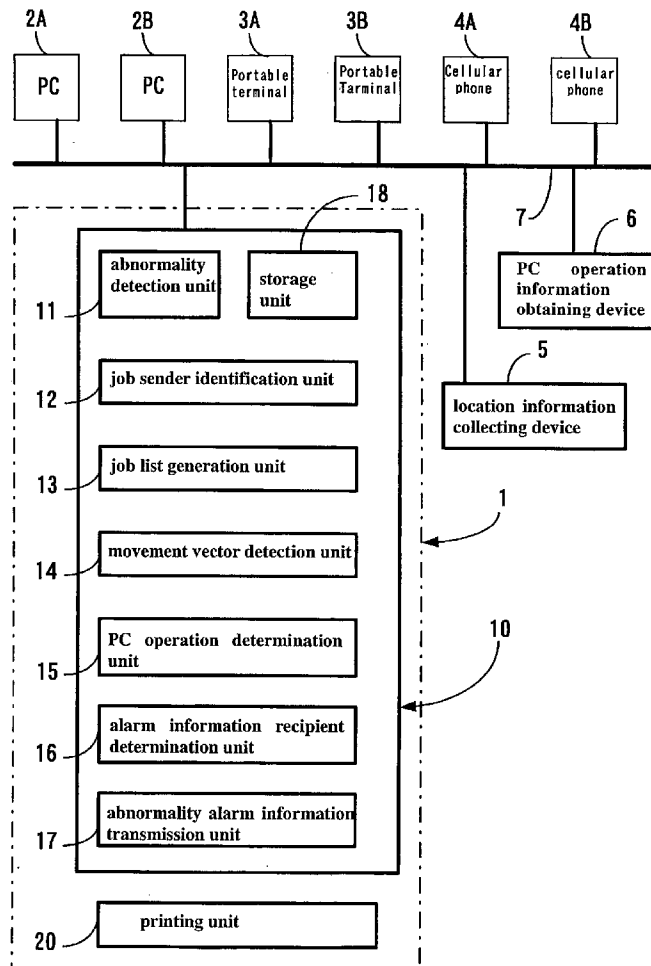 2A 2B 3A 3B 4A 4B
PC PC Portable terminal Portable Tarminal Cellular phone cellular phone
7
18
6
abnormality
detection unit
11
storage
unit
PC operation
information
obtaining device
5
job sender identification unit
12
location information
collecting device
job list generation unit
13
1
movement vector detection unit
14
10
PC operation determination
unit
15
alarm information recipient
determination unit
16
abnormality alarm information
transmission unit
17
printing unit
20